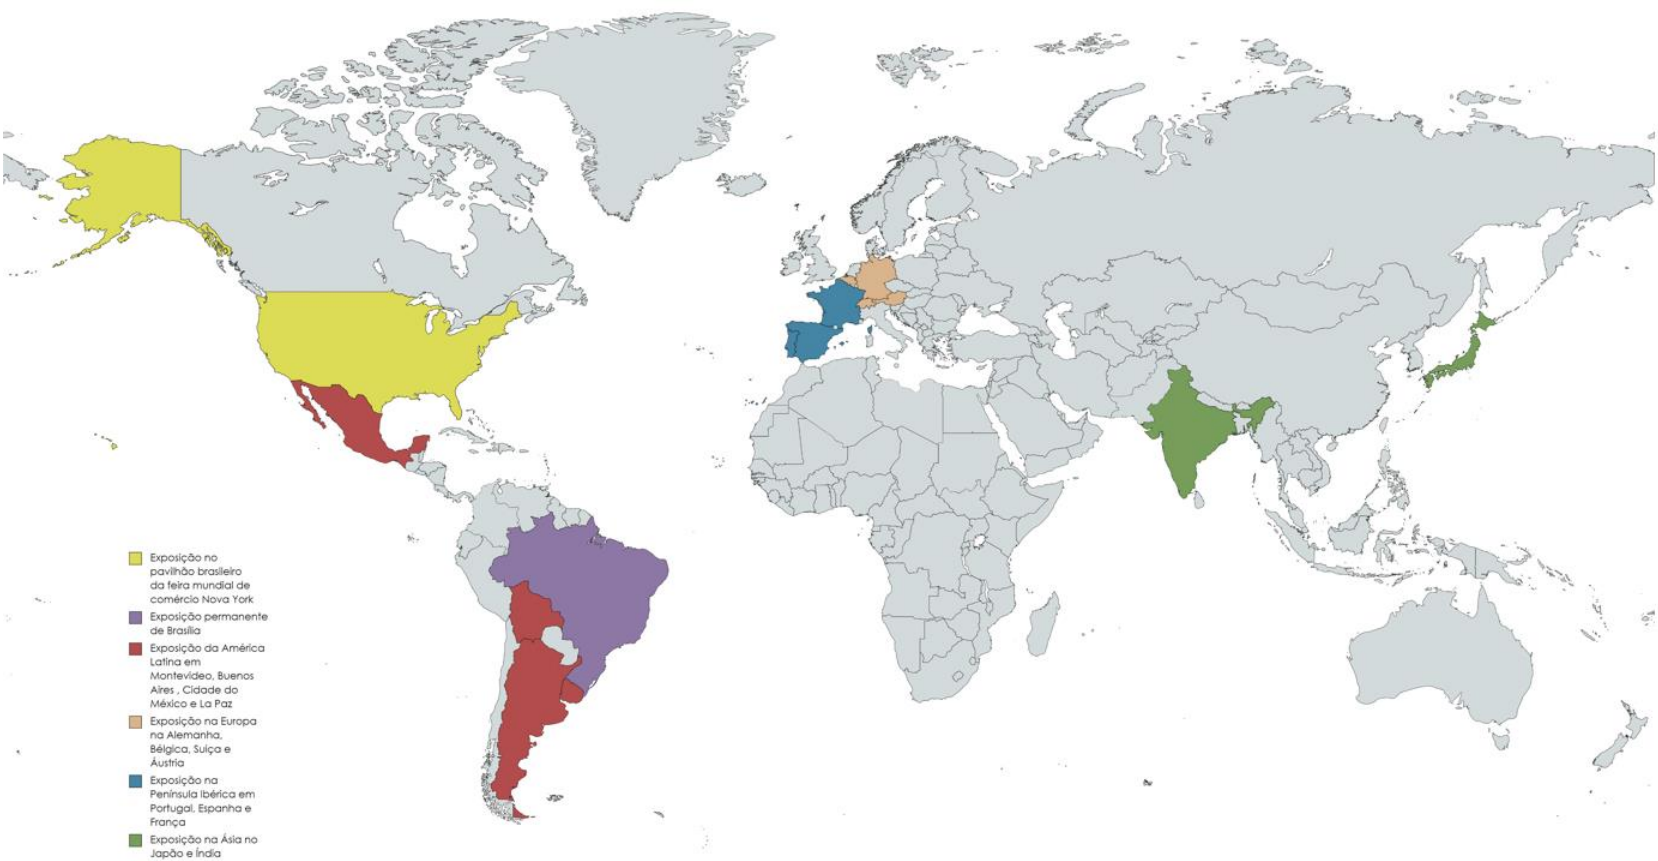 Exposição no
pavilhão brasileiro
da feira mundial de
comércio Nova York
Exposição permanente
de Brasília
Exposição da América
Latina em
Montevideo, Buenos
Aires , Cidade do
México e La Paz
Exposição na Europa
na Alemanha,
Bélgica, Suiça e
Áustria
Exposição na
Península Ibérica em
Portugal, Espanha e
França
Exposição na Ásia no
Japão e Índia